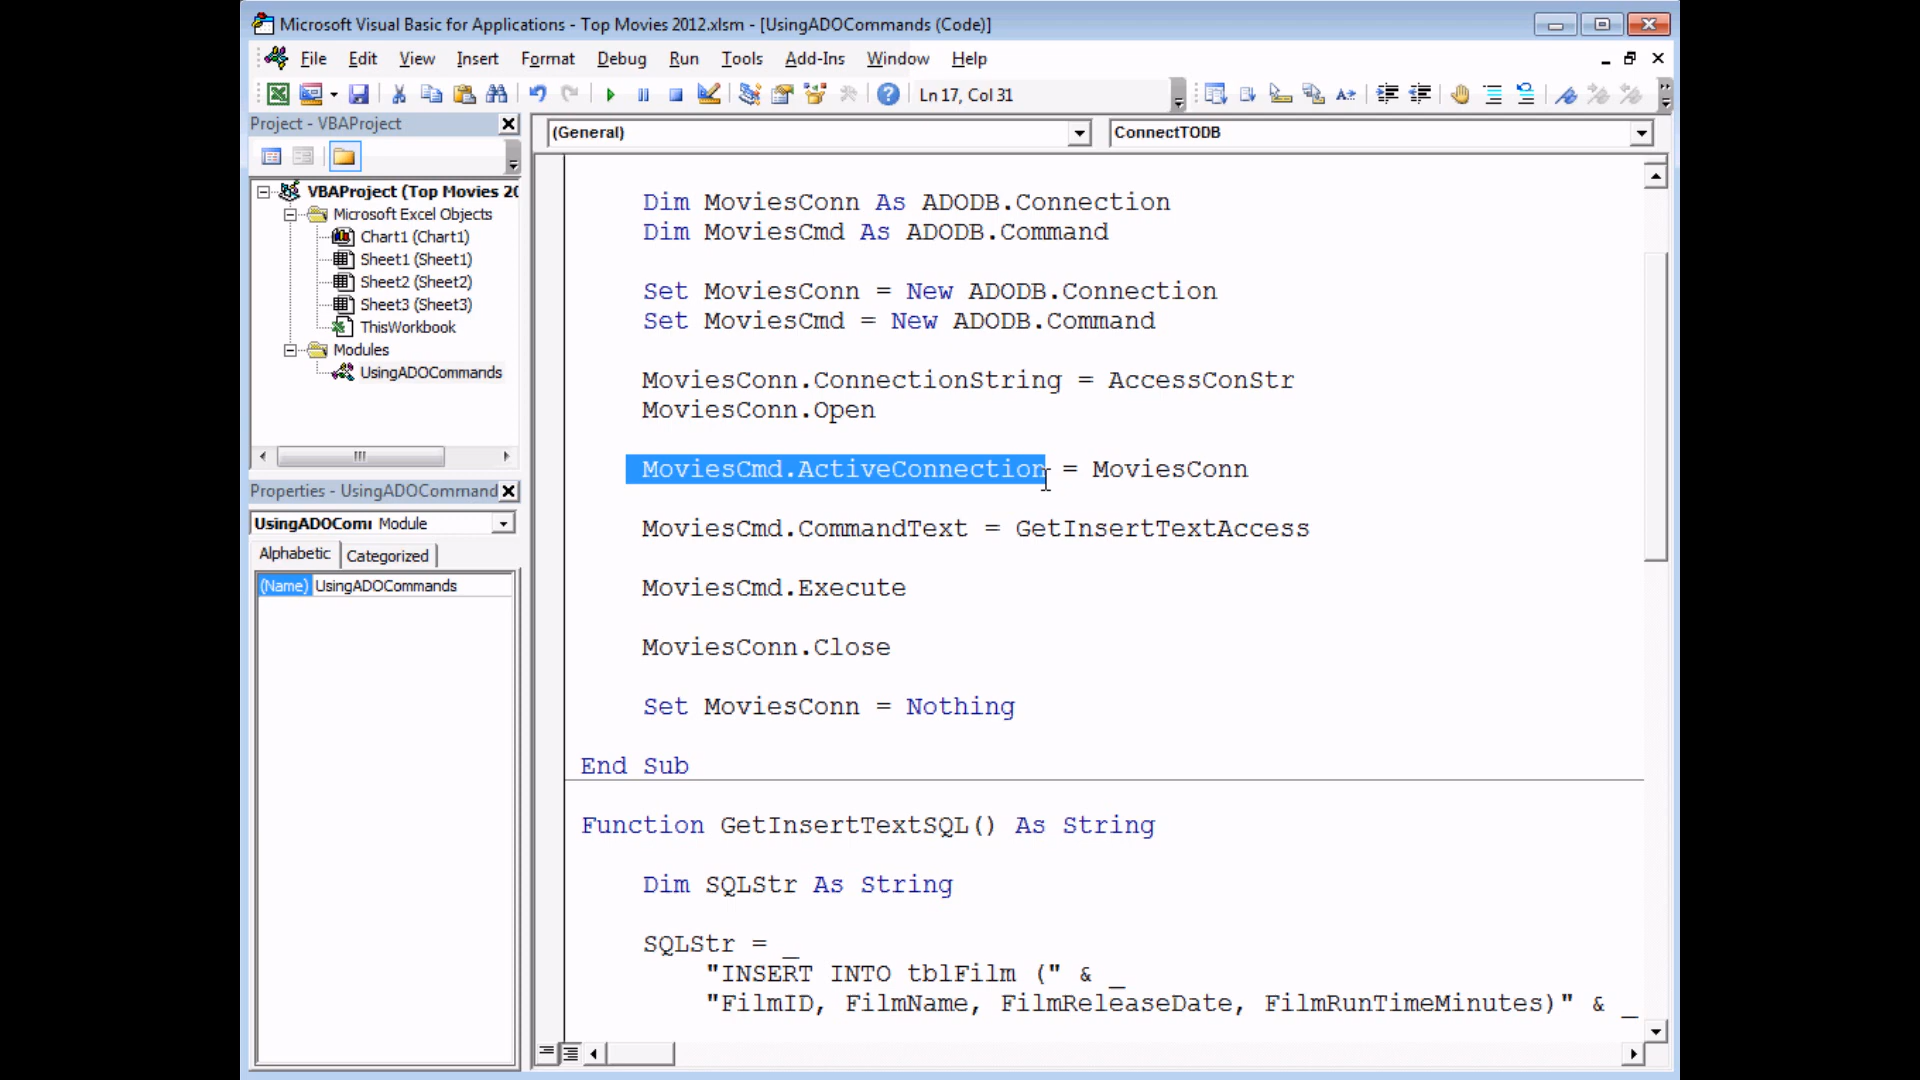 Microsoft Visual Basic for Applications - Top Movies 2012.xlsm - [UsingADOCommands (Code)]
File Edit View Insert Format Debug Run Tools Add-Ins Window Help
Ln 17, Col 31
Project - VBAProject
VBAProject (Top Movies 20
Microsoft Excel Objects
Chart1 (Chart1)
Sheet1 (Sheet1)
Sheet2 (Sheet2)
Sheet3 (Sheet3)
ThisWorkbook
Modules
UsingADOCommands
Properties - UsingADOCommand
UsingADOComı Module
Alphabetic Categorized
(Name) UsingADOCommands
(General) ConnectTODB
Dim MoviesConn As ADODB.Connection
Dim MoviesCmd As ADODB.Command
Set MoviesConn = New ADODB.Connection
Set MoviesCmd = New ADODB.Command
MoviesConn.ConnectionString = AccessConStr
MoviesConn.Open
MoviesCmd.ActiveConnection = MoviesConn
MoviesCmd.CommandText = GetInsertTextAccess
MoviesCmd.Execute
MoviesConn.Close
Set MoviesConn = Nothing
End Sub
Function GetInsertTextSQL() As String
Dim SQLStr As String
SQLStr = _
"INSERT INTO tblFilm (" & _
"FilmID, FilmName, FilmReleaseDate, FilmRunTimeMinutes)" & _